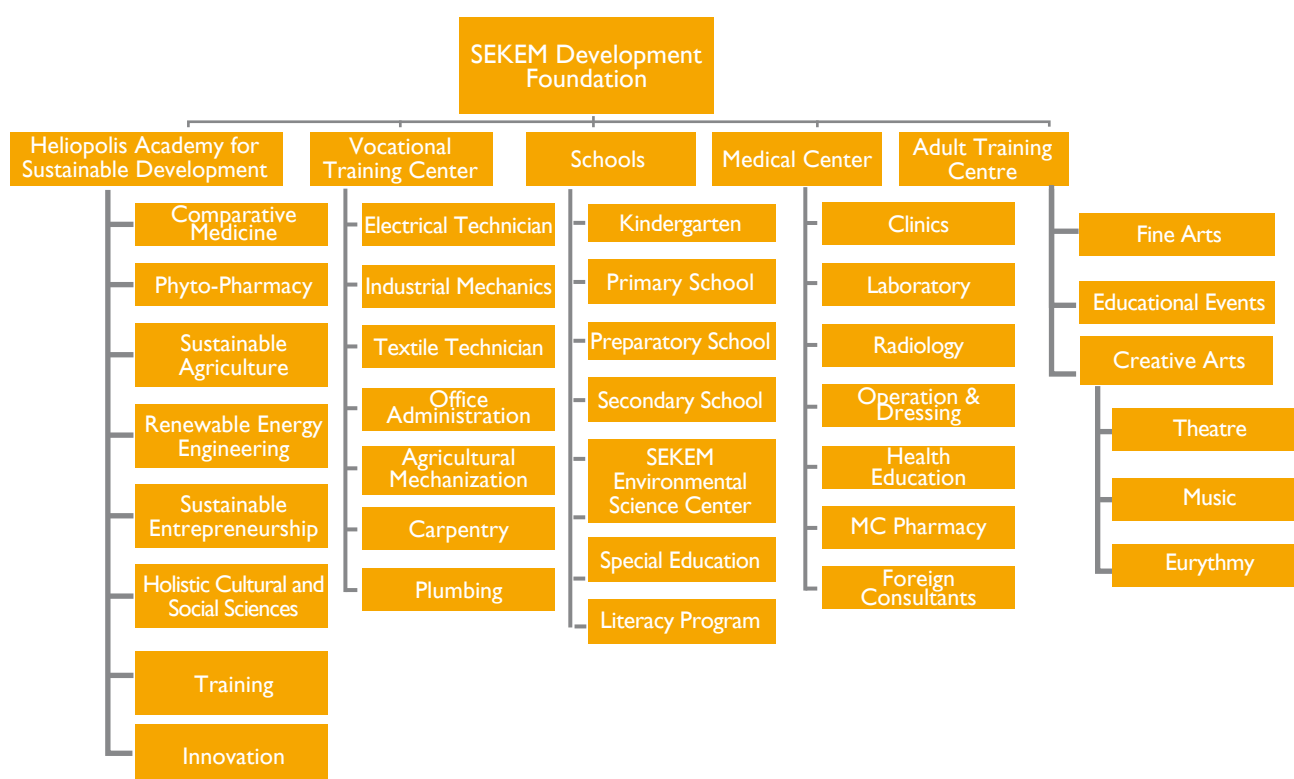 SEKEM Development
Foundation
Heliopolis Academy for
Sustainable Development
Comparative
Medicine
Phyto-Pharmacy
Sustainable
Agriculture
Renewable Energy
Engineering
Sustainable
Entrepreneurship
Holistic Cultural and
Social Sciences
Training
Innovation
Vocational
Training Center
Electrical Technician
Industrial Mechanics
Textile Technician
Office
Administration
Agricultural
Mechanization
Carpentry
Plumbing
Schools
Kindergarten
Primary School
Preparatory School
Secondary School
SEKEM
Environmental
Science Center
Special Education
Literacy Program
Medical Center
Clinics
Laboratory
Radiology
Operation &
Dressing
Health
Education
MC Pharmacy
Foreign
Consultants
Adult Training
Centre
Fine Arts
Educational Events
Creative Arts
Theatre
Music
Eurythmy